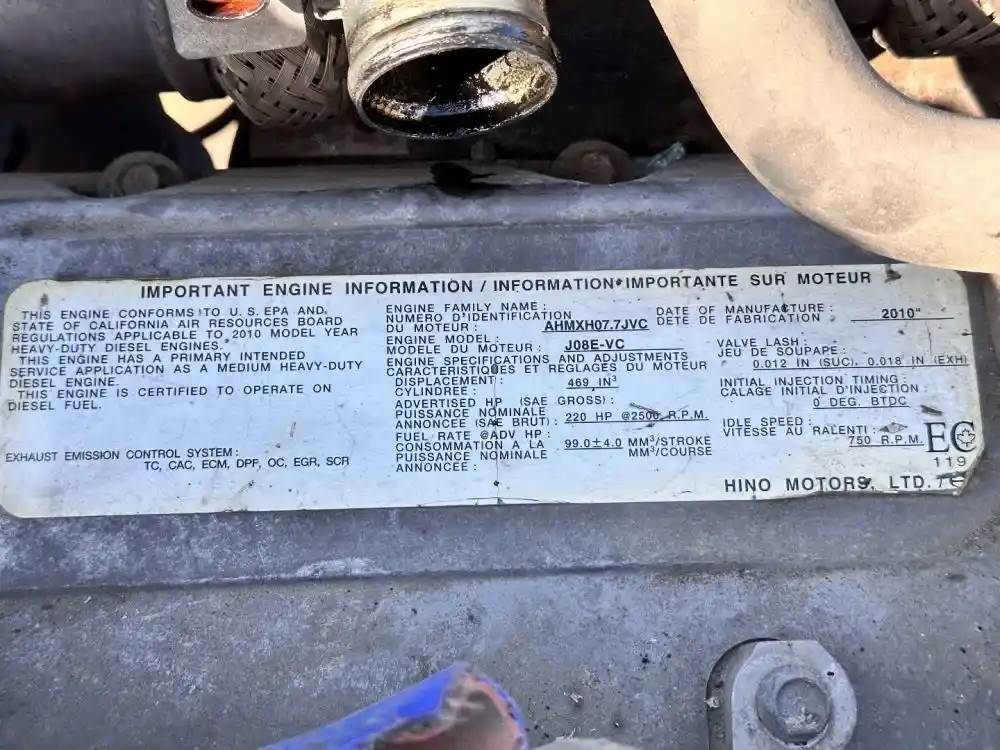 IMPORTANT ENGINE INFORMATION / INFORMATION IMPORTANTE SUR MOTEUR
THIS ENGINE CONFORMS TO U.S. EPA AND
STATE OF CALIFORNIA AIR RESOURCES BOARD
REGULATIONS APPLICABLE TO 2010 MODEL YEAR
HEAVY-DUTY DIESEL ENGINES.
THIS ENGINE HAS A PRIMARY INTENDED
SERVICE APPLICATION AS A MEDIUM HEAVY-DUTY
DIESEL ENGINE.
THIS ENGINE IS CERTIFIED TO OPERATE ON
DIESEL FUEL.
EXHAUST EMISSION CONTROL SYSTEM :
TC, CAC, ECM, DPF, OC, EGR, SCR
ENGINE FAMILY NAME :
NUMERO D'IDENTIFICATION
DU MOTEUR : AHMXH07.7JVC
ENGINE MODEL :
MODELE DU MOTEUR : J08E-VC
ENGINE SPECIFICATIONS AND ADJUSTMENTS
CARACTERISTIQUES ET REGLAGES DU MOTEUR
DISPLACEMENT :
CYLINDREE : 469 IN³
ADVERTISED HP (SAE GROSS) :
PUISSANCE NOMINALE
ANNONCEE (SAE BRUT) : 220 HP @2500 R.P.M.
FUEL RATE @ADV HP :
CONSOMMATION A LA
PUISSANCE NOMINALE
ANNONCEE :
99.0±4.0 MM³/STROKE
MM³/COURSE
DATE OF MANUFACTURE :
DETE DE FABRICATION : 2010"
VALVE LASH :
JEU DE SOUPAPE :
0.012 IN (SUC), 0.018 IN (EXH)
INITIAL INJECTION TIMING :
CALAGE INITIAL D'INJECTION :
0 DEG. BTDC
IDLE SPEED :
VITESSE AU RALENTI :
750 R.P.M.
EC
119
HINO MOTORS, LTD.